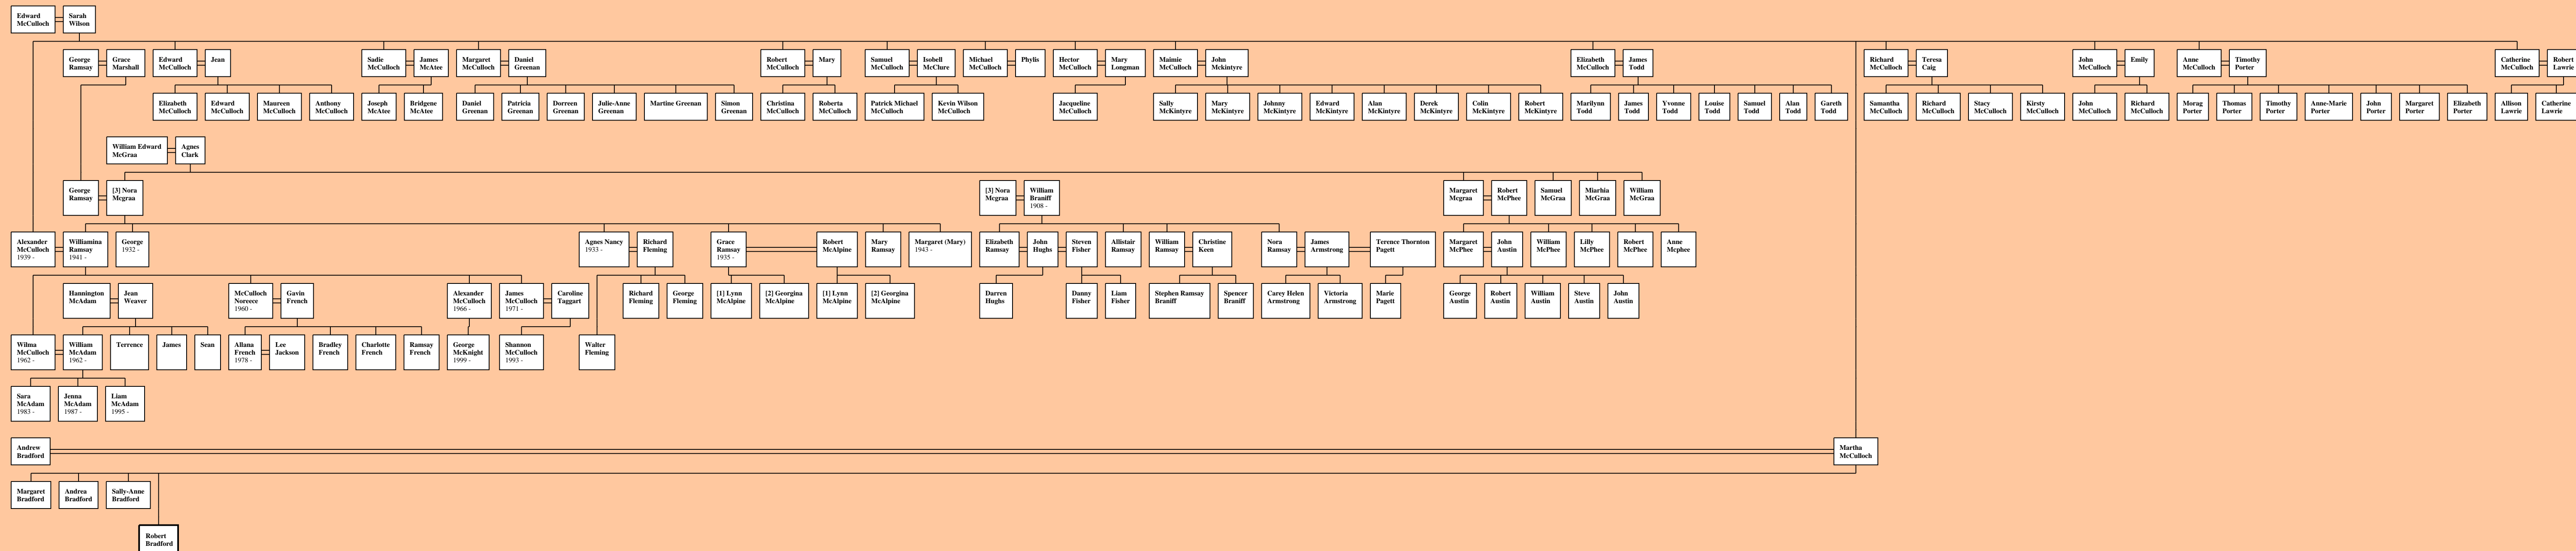 Edward
McCulloch
Sarah
Wilson
George
Ramsay
Grace
Marshall
Edward
McCulloch
Jean
Sadie
McCulloch
James
McAtee
Margaret
McCulloch
Daniel
Greenan
Robert
McCulloch
Mary
Samuel
McCulloch
Isobell
McClure
Michael
McCulloch
Phylis
Hector
McCulloch
Mary
Longman
Maimie
McCulloch
John
Mckintyre
Elizabeth
McCulloch
James
Todd
Richard
McCulloch
Teresa
Caig
John
McCulloch
Emily
Anne
McCulloch
Timothy
Porter
Catherine
McCulloch
Robert
Lawrie
Elizabeth
McCulloch
Edward
McCulloch
Maureen
McCulloch
Anthony
McCulloch
Joseph
McAtee
Bridgene
McAtee
Daniel
Greenan
Patricia
Greenan
Dorreen
Greenan
Julie-Anne
Greenan
Martine Greenan
Simon
Greenan
Christina
McCulloch
Roberta
McCulloch
Patrick Michael
McCulloch
Kevin Wilson
McCulloch
Jacqueline
McCulloch
Sally
McKintyre
Mary
McKintyre
Johnny
McKintyre
Edward
McKintyre
Alan
McKintyre
Derek
McKintyre
Colin
McKintyre
Robert
McKintyre
Marilynn
Todd
James
Todd
Yvonne
Todd
Louise
Todd
Samuel
Todd
Alan
Todd
Gareth
Todd
Samantha
McCulloch
Richard
McCulloch
Stacy
McCulloch
Kirsty
McCulloch
John
McCulloch
Richard
McCulloch
Morag
Porter
Thomas
Porter
Timothy
Porter
Anne-Marie
Porter
John
Porter
Margaret
Porter
Elizabeth
Porter
Allison
Lawrie
Catherine
Lawrie
William Edward
McGraa
Agnes
Clark
George
Ramsay
[3] Nora
Mcgraa
[3] Nora
Mcgraa
William
Braniff
1908 -
Margaret
Mcgraa
Robert
McPhee
Samuel
McGraa
Miarhia
McGraa
William
McGraa
Alexander
McCulloch
1939 -
Williamina
Ramsay
1941 -
George
1932 -
Agnes Nancy
1933 -
Richard
Fleming
Grace
Ramsay
1935 -
Robert
McAlpine
Mary
Ramsay
Margaret (Mary)
1943 -
Elizabeth
Ramsay
John
Hughs
Steven
Fisher
Allistair
Ramsay
William
Ramsay
Christine
Keen
Nora
Ramsay
James
Armstrong
Terence Thornton
Pagett
Margaret
McPhee
John
Austin
William
McPhee
Lilly
McPhee
Robert
McPhee
Anne
Mcphee
Hannington
McAdam
Jean
Weaver
McCulloch
Noreece
1960 -
Gavin
French
Alexander
McCulloch
1966 -
James
McCulloch
1971 -
Caroline
Taggart
Richard
Fleming
George
Fleming
[1] Lynn
McAlpine
[2] Georgina
McAlpine
[1] Lynn
McAlpine
[2] Georgina
McAlpine
Darren
Hughs
Danny
Fisher
Liam
Fisher
Stephen Ramsay
Braniff
Spencer
Braniff
Carey Helen
Armstrong
Victoria
Armstrong
Marie
Pagett
George
Austin
Robert
Austin
William
Austin
Steve
Austin
John
Austin
Wilma
McCulloch
1962 -
William
McAdam
1962 -
Terrence
James
Sean
Allana
French
1978 -
Lee
Jackson
Bradley
French
Charlotte
French
Ramsay
French
George
McKnight
1999 -
Shannon
McCulloch
1993 -
Walter
Fleming
Sara
McAdam
1983 -
Jenna
McAdam
1987 -
Liam
McAdam
1995 -
Andrew
Bradford
Martha
McCulloch
Margaret
Bradford
Andrea
Bradford
Sally-Anne
Bradford
Robert
Bradford